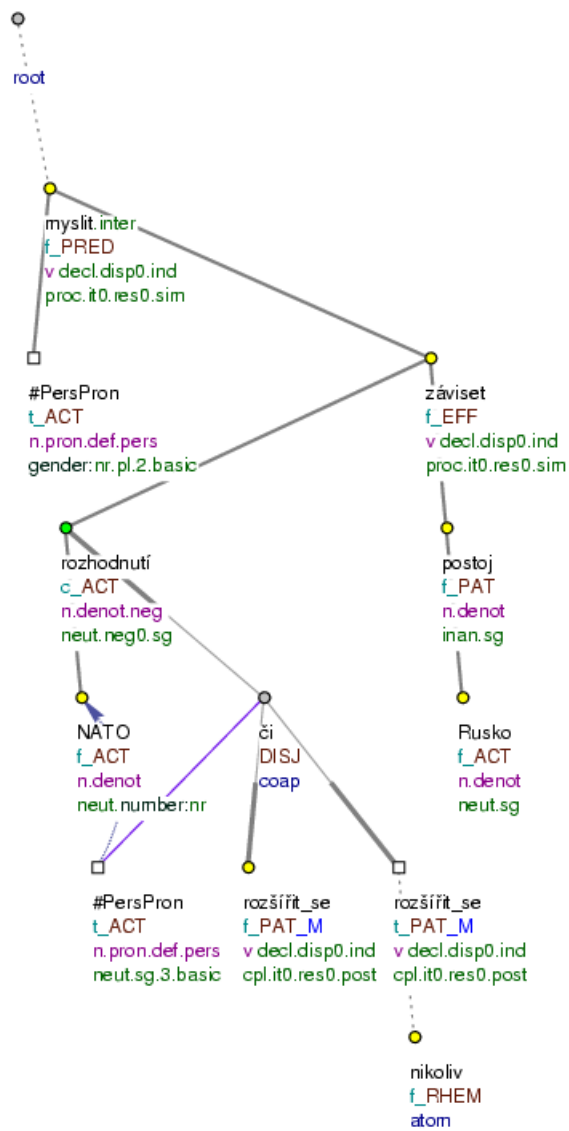 root
myslit.inter
f_PRED
v decl.disp0.ind
proc.it0.res0.sim
#PersPron
t_ACT
n.pron.def.pers
gender:nr.pl.2.basic
záviset
f_EFF
v decl.disp0.ind
proc.it0.res0.sim
rozhodnutí
c_ACT
n.denot.neg
neut.neg0.sg
postoj
f_PAT
n.denot
inan.sg
NATO
f_ACT
n.denot
neut.number:nr
či
DISJ
coap
Rusko
f_ACT
n.denot
neut.sg
#PersPron
t_ACT
n.pron.def.pers
neut.sg.3.basic
rozšířit_se
f_PAT_M
v decl.disp0.ind
cpl.it0.res0.post
rozšířit_se
t_PAT_M
v decl.disp0.ind
cpl.it0.res0.post
nikoliv
f_RHEM
atom